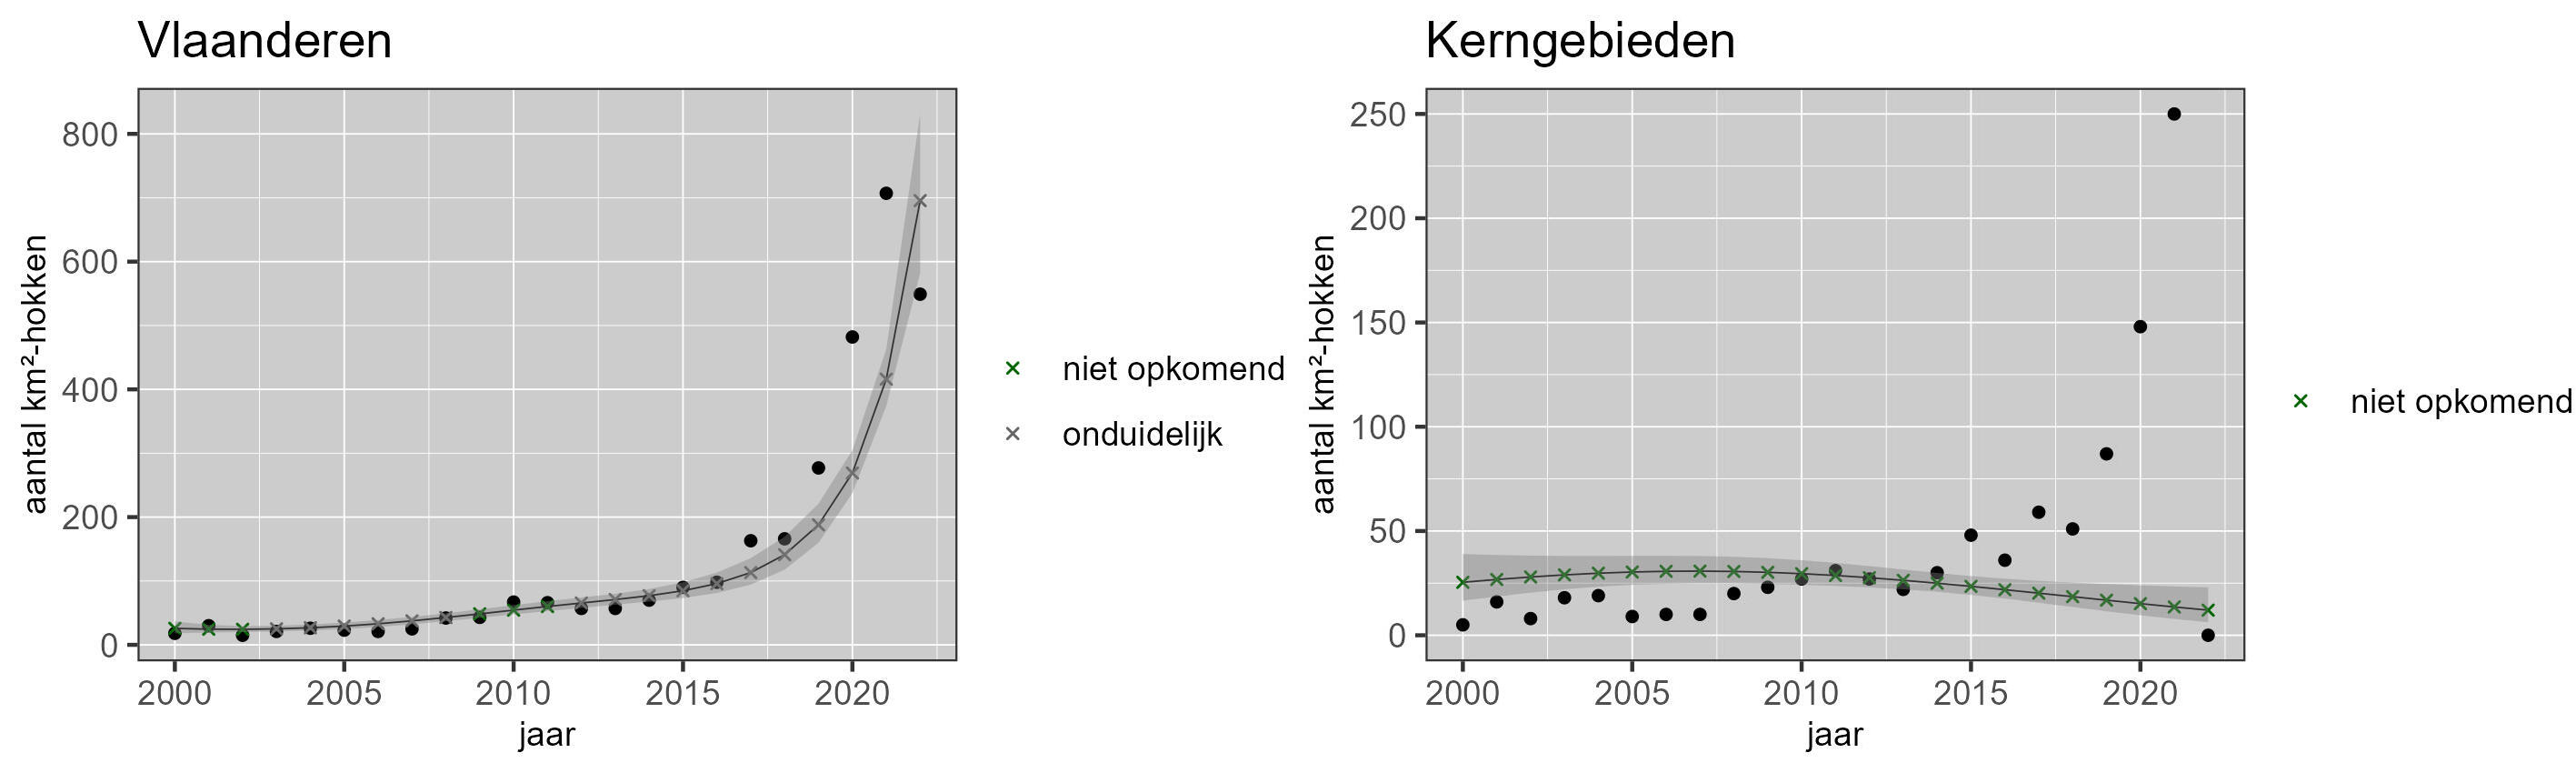 Vlaanderen
800
600
400
200
0
aantal km²-hokken
2000 2005 2010 2015 2020
jaar
niet opkomend
onduidelijk
Kerngebieden
250
200
150
100
50
0
aantal km²-hokken
2000 2005 2010 2015 2020
jaar
niet opkomend